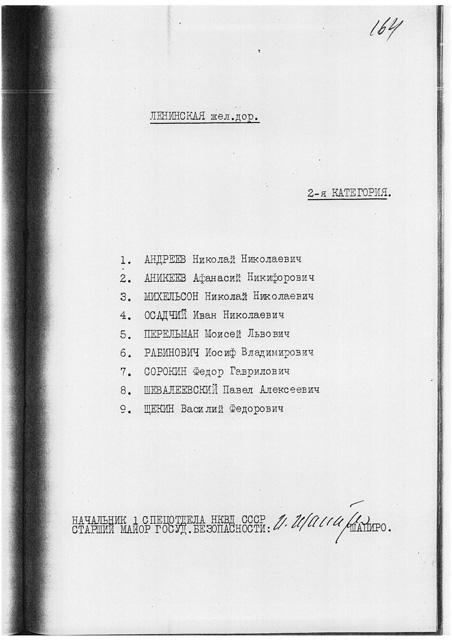 164
ЛЕНИНСКАЯ жел.дор.
2-я КАТЕГОРИЯ.
1. АНДРЕЕВ Николай Николаевич
2. АНИКЕЕВ Афанасий Никифорович
3. МИХЕЛЬСОН Николай Николаевич
4. ОСАДЧИЙ Иван Николаевич
5. ПЕРЕЛЬМАН Моисей Львович
6. РАБИНОВИЧ Иосиф Владимирович
7. СОРОКИН Федор Гаврилович
8. ШЕВАЛЕЕВСКИЙ Павел Алексеевич
9. ЩЕКИН Василий Федорович
НАЧАЛЬНИК 1 СПЕЦОТДЕЛА НКВД СССР
СТАРШИЙ МАЙОР ГОСУД.БЕЗОПАСНОСТИ: И. Шапиро ШАПИРО.